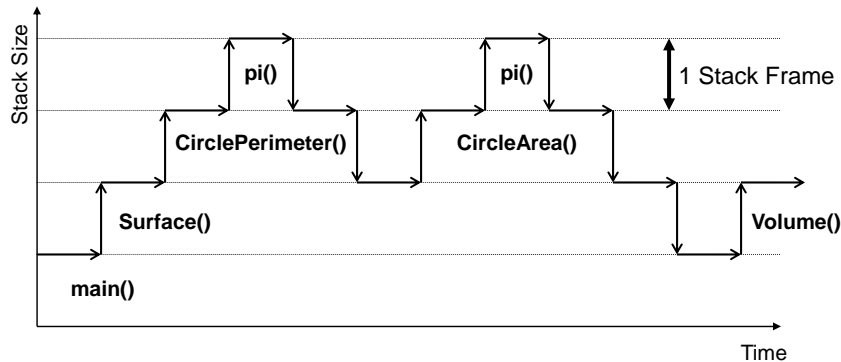 Stack Size
pi()
pi()
1 Stack Frame
CirclePerimeter()
CircleArea()
Surface()
Volume()
main()
Time